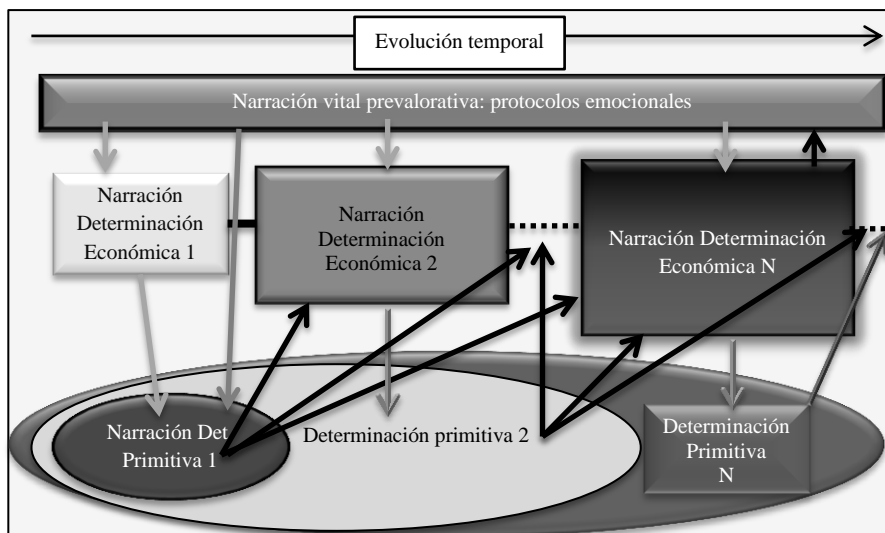 Evolución temporal
Narración vital prevalorativa: protocolos emocionales
Narración
Determinación
Económica 1
Narración
Determinación
Económica 2
Narración Determinación
Económica N
Narración Det
Primitiva 1
Determinación primitiva 2
Determinación
Primitiva
N